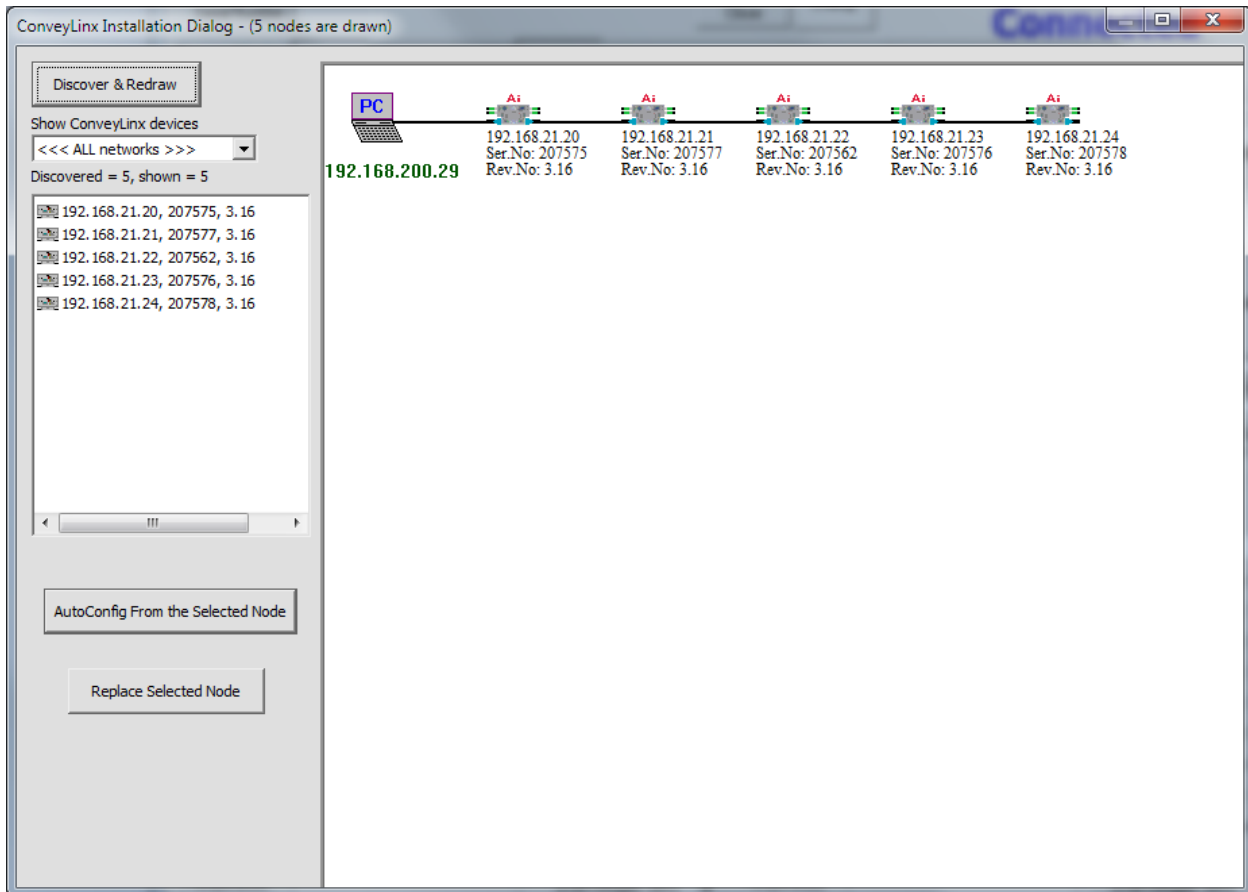 ConveyLinx Installation Dialog - (5 nodes are drawn)
Discover & Redraw
Show ConveyLinx devices
<<< ALL networks >>>
Discovered = 5, shown = 5
192.168.21.20, 207575, 3.16
192.168.21.21, 207577, 3.16
192.168.21.22, 207562, 3.16
192.168.21.23, 207576, 3.16
192.168.21.24, 207578, 3.16
AutoConfig From the Selected Node
Replace Selected Node
PC
192.168.200.29
Ai
192.168.21.20
Ser.No: 207575
Rev.No: 3.16
Ai
192.168.21.21
Ser.No: 207577
Rev.No: 3.16
Ai
192.168.21.22
Ser.No: 207562
Rev.No: 3.16
Ai
192.168.21.23
Ser.No: 207576
Rev.No: 3.16
Ai
192.168.21.24
Ser.No: 207578
Rev.No: 3.16